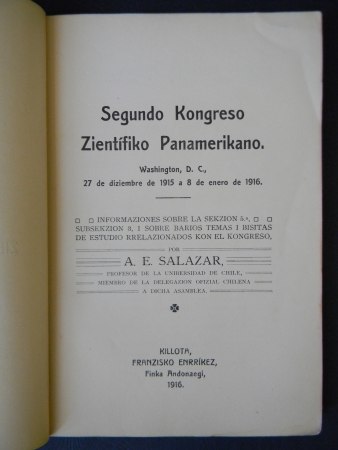 Segundo Kongreso
Zientífiko Panamerikano.
Washington, D. C.,
27 de diziembre de 1915 a 8 de enero de 1916.
INFORMAZIONES SOBRE LA SEKZION 5.ª,
SUBSEKZION 3, I SOBRE BARIOS TEMAS I BISITAS
DE ESTUDIO RRELAZIONADOS KON EL KONGRESO,
POR
A. E. SALAZAR,
PROFESOR DE LA UNIBERSIDAD DE CHILE,
MIEMBRO DE LA DELEGAZION OFIZIAL CHILENA
A DICHA ASAMBLEA.
KILLOTA,
FRANZISKO ENRRÍKEZ,
Finka Andonaegi,
1916.